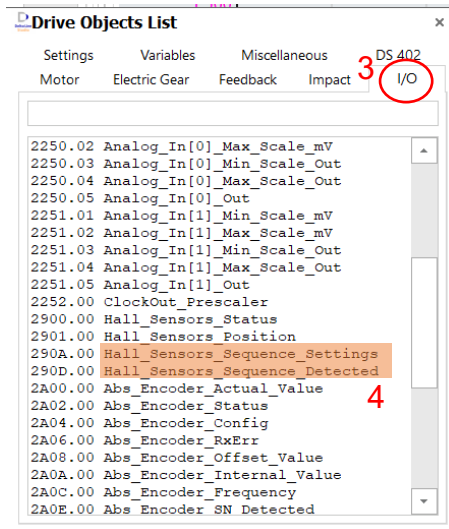 Drive Objects List ×
Settings Variables Miscellaneous DS 402
Motor Electric Gear Feedback Impact 3 I/O
2250.02 Analog_In[0]_Max_Scale_mV
2250.03 Analog_In[0]_Min_Scale_Out
2250.04 Analog_In[0]_Max_Scale_Out
2250.05 Analog_In[0]_Out
2251.01 Analog_In[1]_Min_Scale_mV
2251.02 Analog_In[1]_Max_Scale_mV
2251.03 Analog_In[1]_Min_Scale_Out
2251.04 Analog_In[1]_Max_Scale_Out
2251.05 Analog_In[1]_Out
2252.00 ClockOut_Prescaler
2900.00 Hall_Sensors_Status
2901.00 Hall_Sensors_Position
290A.00 Hall_Sensors_Sequence_Settings
290D.00 Hall_Sensors_Sequence_Detected
2A00.00 Abs_Encoder_Actual_Value
4
2A02.00 Abs_Encoder_Status
2A04.00 Abs_Encoder_Config
2A06.00 Abs_Encoder_RxErr
2A08.00 Abs_Encoder_Offset_Value
2A0A.00 Abs_Encoder_Internal_Value
2A0C.00 Abs_Encoder_Frequency
2A0E.00 Abs_Encoder_SN_Detected